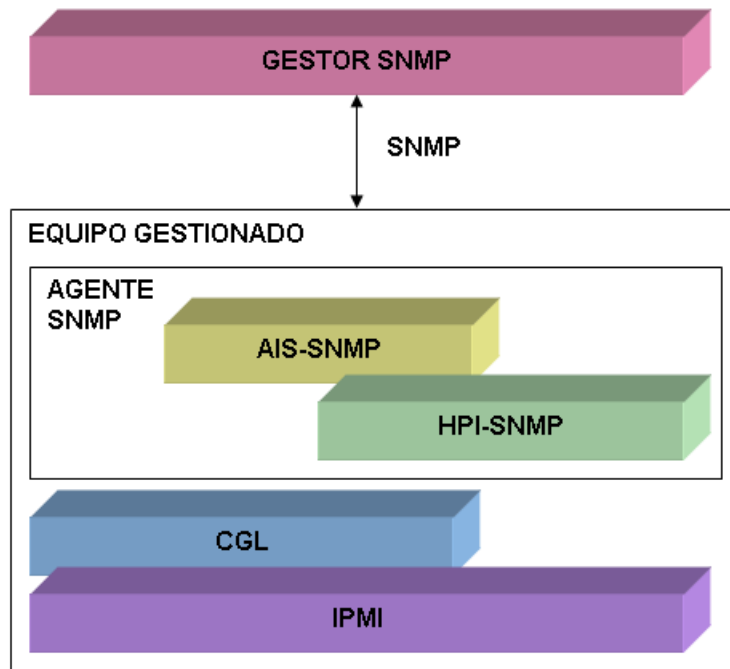 GESTOR SNMP
SNMP
EQUIPO GESTIONADO
AGENTE
SNMP
AIS-SNMP
HPI-SNMP
CGL
IPMI